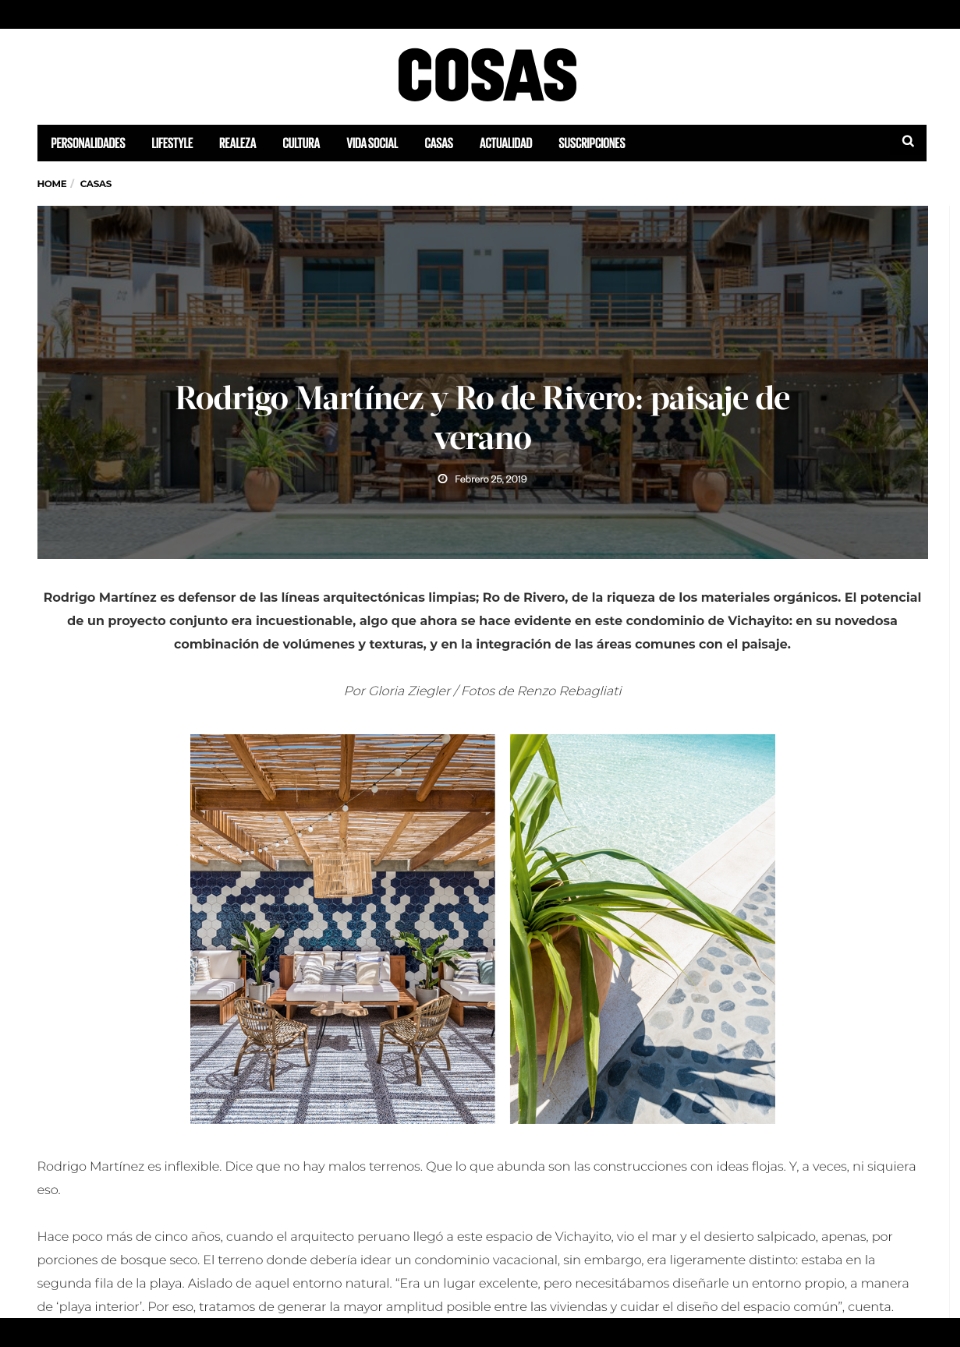 COSAS
PERSONALIDADES LIFESTYLE REALEZA CULTURA VIDA SOCIAL CASAS ACTUALIDAD SUSCRIPCIONES
HOME / CASAS
Rodrigo Martínez y Ro de Rivero: paisaje de
verano
Febrero 25, 2019
Rodrigo Martínez es defensor de las líneas arquitectónicas limpias; Ro de Rivero, de la riqueza de los materiales orgánicos. El potencial
de un proyecto conjunto era incuestionable, algo que ahora se hace evidente en este condominio de Vichayito: en su novedosa
combinación de volúmenes y texturas, y en la integración de las áreas comunes con el paisaje.
Por Gloria Ziegler / Fotos de Renzo Rebagliati
Rodrigo Martínez es inflexible. Dice que no hay malos terrenos. Que lo que abunda son las construcciones con ideas flojas. Y, a veces, ni siquiera
eso.
Hace poco más de cinco años, cuando el arquitecto peruano llegó a este espacio de Vichayito, vio el mar y el desierto salpicado, apenas, por
porciones de bosque seco. El terreno donde debería idear un condominio vacacional, sin embargo, era ligeramente distinto: estaba en la
segunda fila de la playa. Aislado de aquel entorno natural. “Era un lugar excelente, pero necesitábamos diseñarle un entorno propio, a manera
de ‘playa interior’. Por eso, tratamos de generar la mayor amplitud posible entre las viviendas y cuidar el diseño del espacio común”, cuenta.